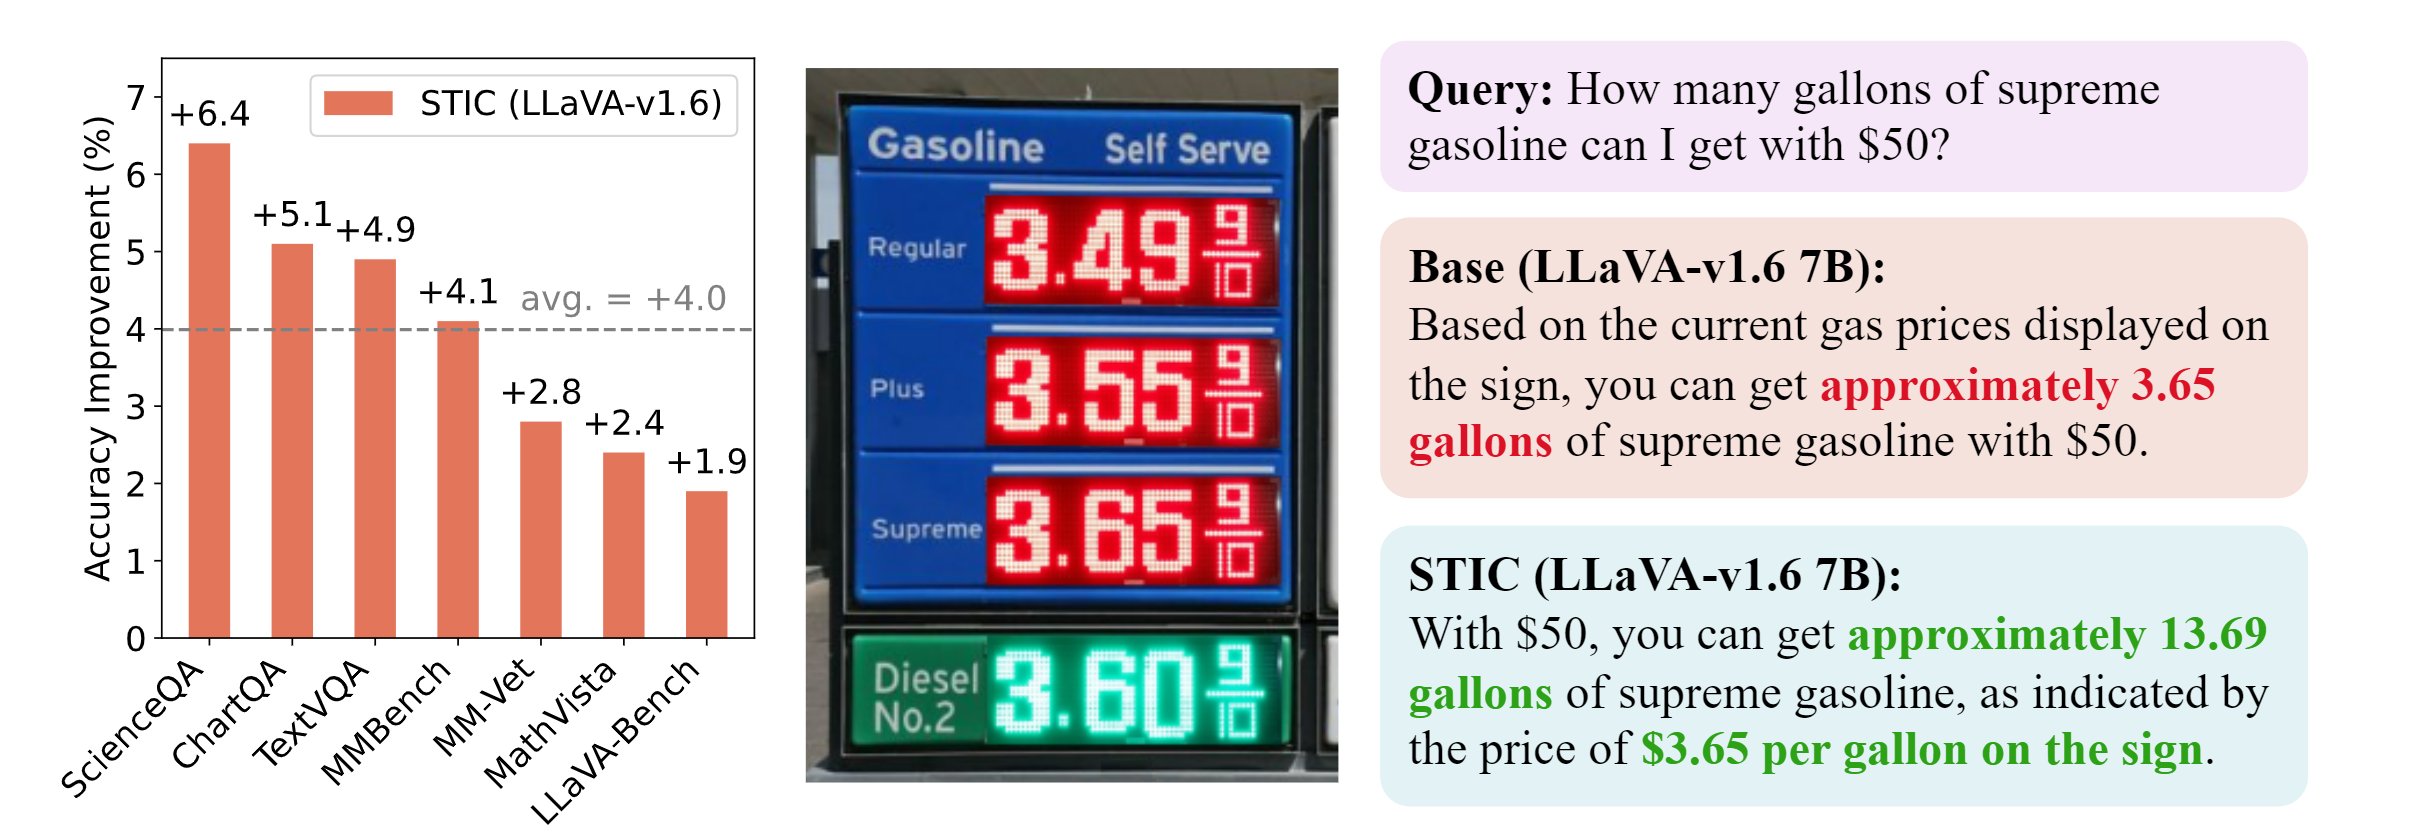 Accuracy Improvement (%)
7
6
5
4
3
2
1
0
STIC (LLaVA-v1.6)
+6.4
+5.1
+4.9
+4.1
avg. = +4.0
+2.8
+2.4
+1.9
ScienceQA
ChartQA
TextVQA
MMBench
MM-Vet
MathVista
LLaVA-Bench
Gasoline Self Serve
Regular 3.49 9/10
Plus 3.55 9/10
Supreme 3.65 9/10
Diesel
No.2 3.60 9/10
Query: How many gallons of supreme
gasoline can I get with $50?
Base (LLaVA-v1.6 7B):
Based on the current gas prices displayed on
the sign, you can get approximately 3.65
gallons of supreme gasoline with $50.
STIC (LLaVA-v1.6 7B):
With $50, you can get approximately 13.69
gallons of supreme gasoline, as indicated by
the price of $3.65 per gallon on the sign.